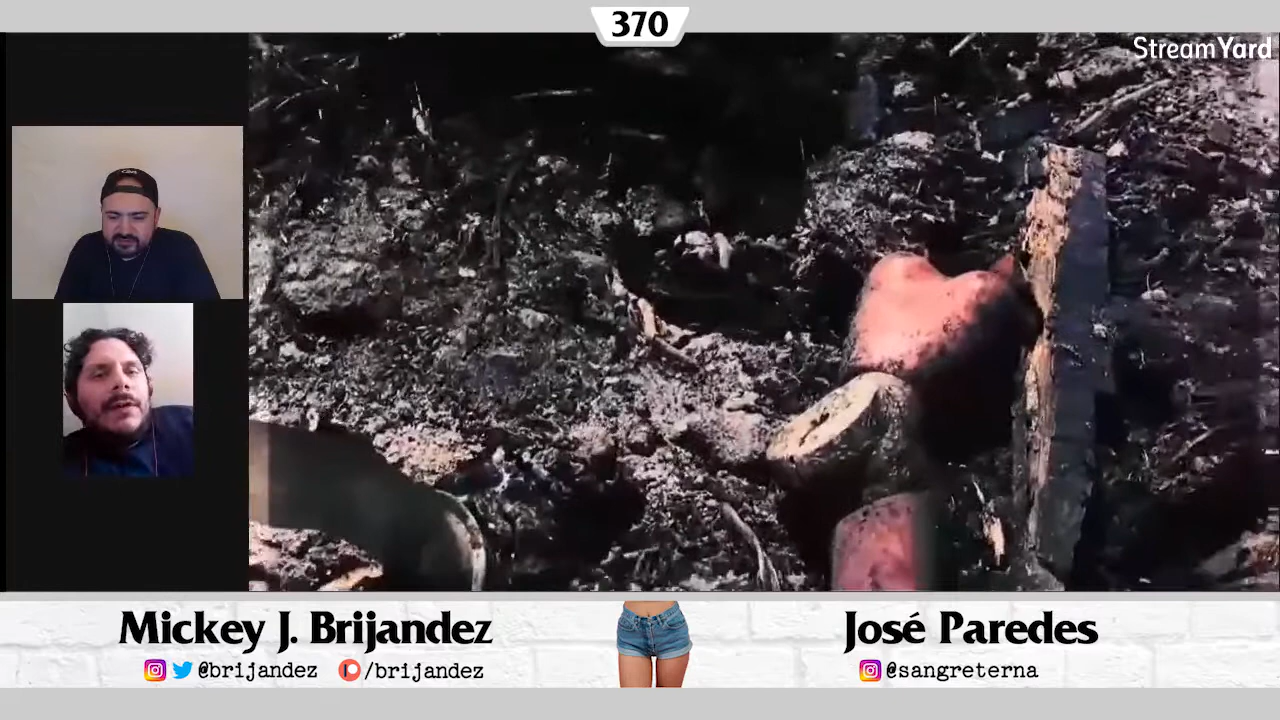 370
StreamYard
Mickey J. Brijandez
@brijandez /brijandez
José Paredes
@sangreterna